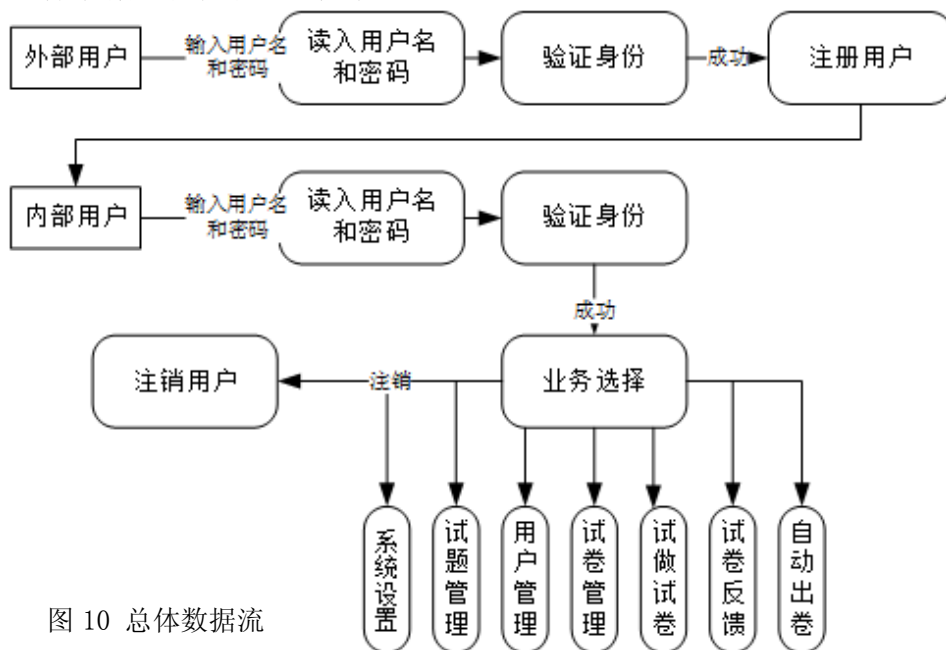 外部用户
输入用户名
和密码
读入用户名
和密码
验证身份
成功
注册用户
内部用户
输入用户名
和密码
读入用户名
和密码
验证身份
成功
注销用户
注销
业务选择
系统设置
试题管理
用户管理
试卷管理
试做试卷
试卷反馈
自动出卷
图 10 总体数据流